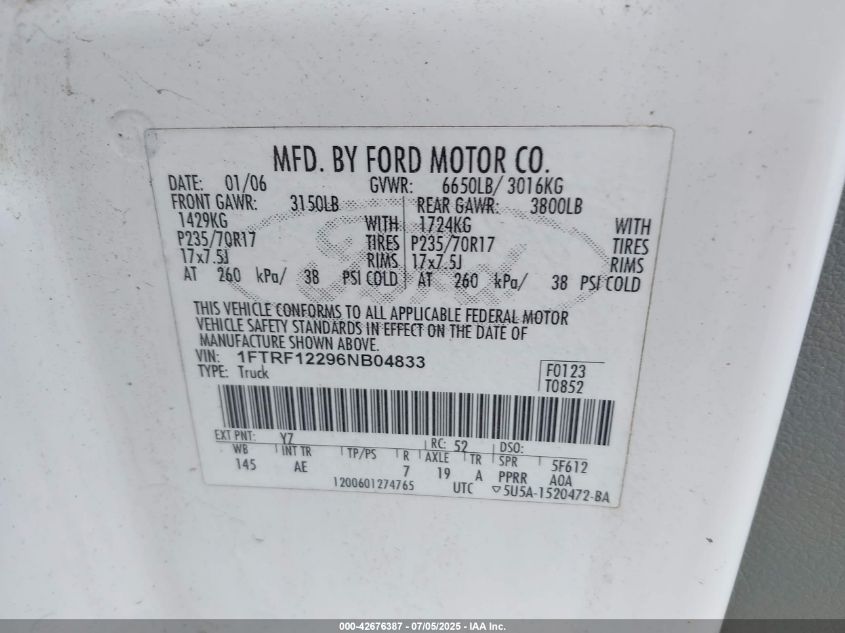 MFD. BY FORD MOTOR CO.
DATE: 01/06 GVWR: 6650LB/ 3016KG
FRONT GAWR: 3150LB REAR GAWR: 3800LB
1429KG WITH 1724KG WITH
P235/70R17 TIRES P235/70R17 TIRES
17x7.5J RIMS 17x7.5J RIMS
AT 260 kPa/ 38 PSI COLD AT 260 kPa/ 38 PSI COLD
THIS VEHICLE CONFORMS TO ALL APPLICABLE FEDERAL MOTOR
VEHICLE SAFETY STANDARDS IN EFFECT ON THE DATE OF
MANUFACTURE SHOWN ABOVE.
VIN: 1FTRF12296NB04833
TYPE: Truck
F0123
T0852
EXT PNT: YZ RC: 52 DSO:
WB INT TR TP/PS R AXLE TR SPR 5F612
145 AE 7 19 A PPRR A0A
1200601274765 UTC ▽5U5A-1520472-BA
000-42676387 - 07/05/2025 - IAA Inc.